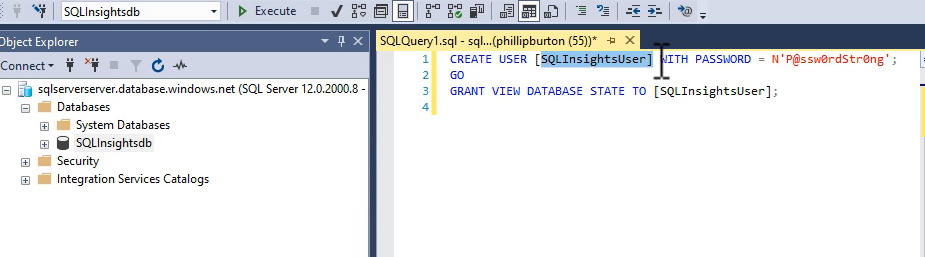 SQLInsightsdb
Execute
Object Explorer
SQLQuery1.sql - sql...(phillipburton (55))*
Connect
sqlserverserver.database.windows.net (SQL Server 12.0.2000.8 -
Databases
System Databases
SQLInsightsdb
Security
Integration Services Catalogs
1 CREATE USER [SQLInsightsUser] WITH PASSWORD = N'P@ssw0rdStr0ng';
2 GO
3 GRANT VIEW DATABASE STATE TO [SQLInsightsUser];
4